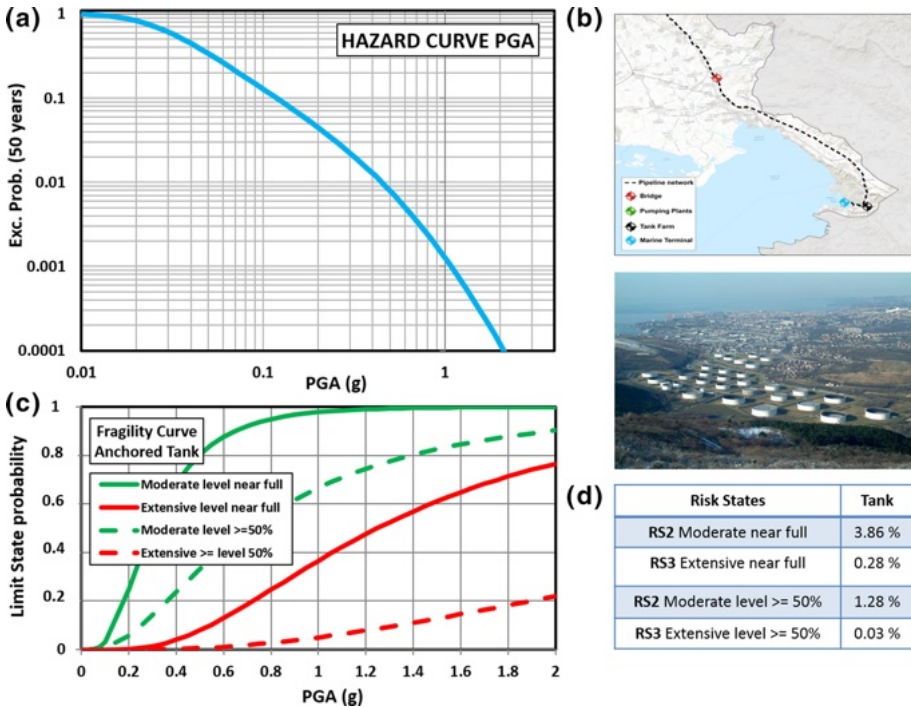 (a)
HAZARD CURVE PGA
Exc. Prob. (50 years)
1
0.1
0.01
0.001
0.0001
0.01 0.1 1
PGA (g)
(b)
Pipeline network
Bridge
Pumping Plants
Tank Farm
Marine Terminal
(c)
Fragility Curve
Anchored Tank
Moderate level near full
Extensive level near full
Moderate level >=50%
Extensive >= level 50%
Limit State probability
1
0.8
0.6
0.4
0.2
0
0 0.2 0.4 0.6 0.8 1 1.2 1.4 1.6 1.8 2
PGA (g)
(d)
Risk States Tank
RS2 Moderate near full 3.86 %
RS3 Extensive near full 0.28 %
RS2 Moderate level >= 50% 1.28 %
RS3 Extensive level >= 50% 0.03 %